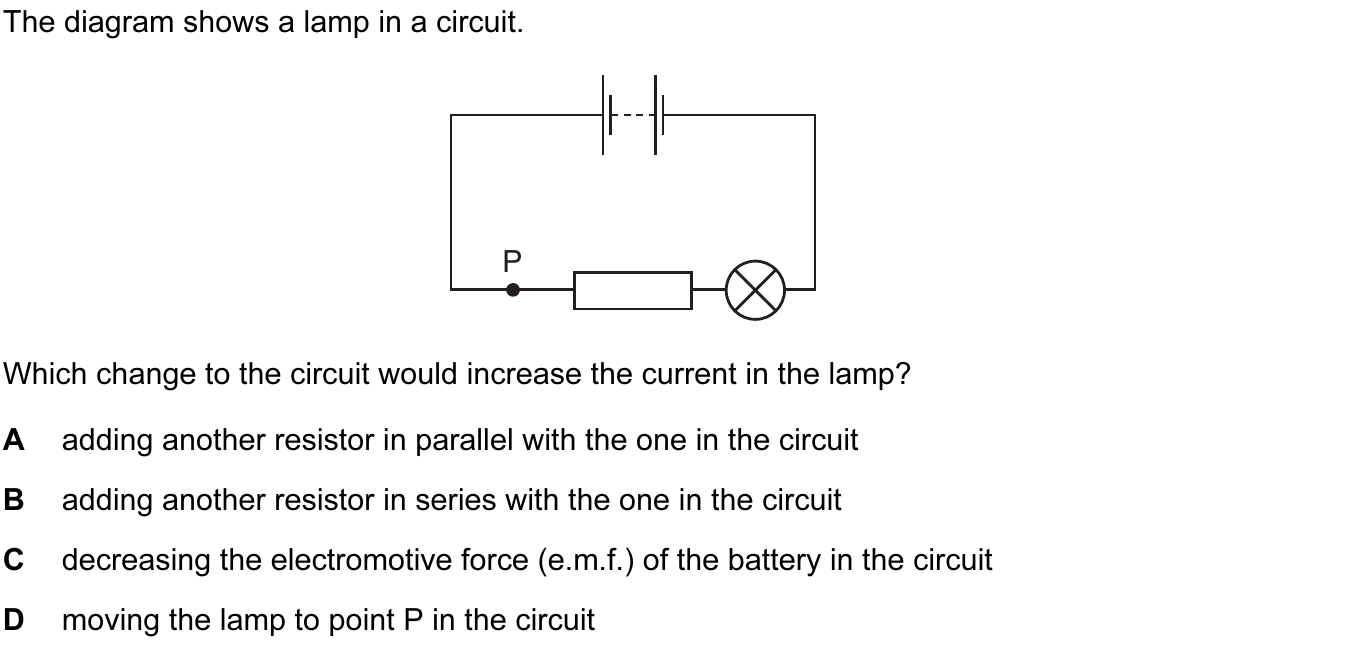 The diagram shows a lamp in a circuit.
P
Which change to the circuit would increase the current in the lamp?
A adding another resistor in parallel with the one in the circuit
B adding another resistor in series with the one in the circuit
C decreasing the electromotive force (e.m.f.) of the battery in the circuit
D moving the lamp to point P in the circuit